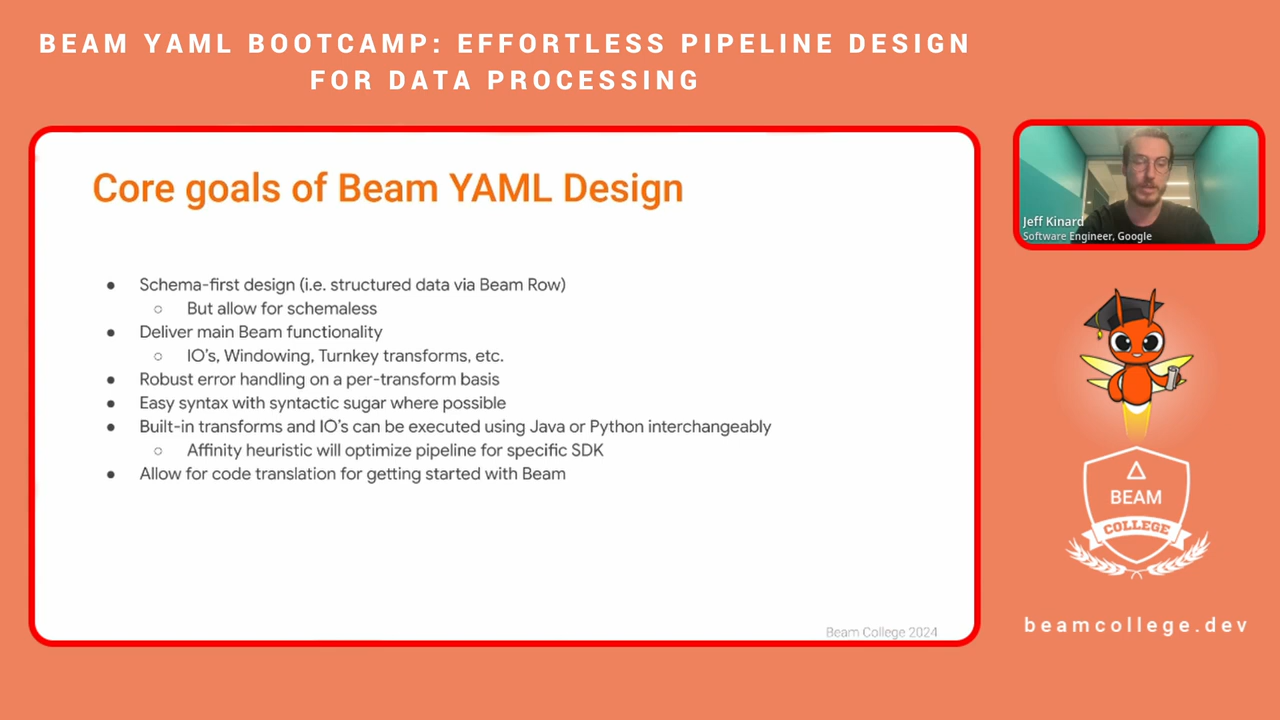 BEAM YAML BOOTCAMP: EFFORTLESS PIPELINE DESIGN
FOR DATA PROCESSING
Core goals of Beam YAML Design
● Schema-first design (i.e. structured data via Beam Row)
○ But allow for schemaless
● Deliver main Beam functionality
○ IO's, Windowing, Turnkey transforms, etc.
● Robust error handling on a per-transform basis
● Easy syntax with syntactic sugar where possible
● Built-in transforms and IO's can be executed using Java or Python interchangeably
○ Affinity heuristic will optimize pipeline for specific SDK
● Allow for code translation for getting started with Beam
Beam College 2024
Jeff Kinard
Software Engineer, Google
BEAM
COLLEGE
beamcollege.dev